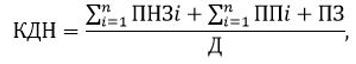 КДН = (∑ⁿᵢ₌₁ ПНЗi + ∑ⁿᵢ₌₁ ППi + ПЗ) / Д,